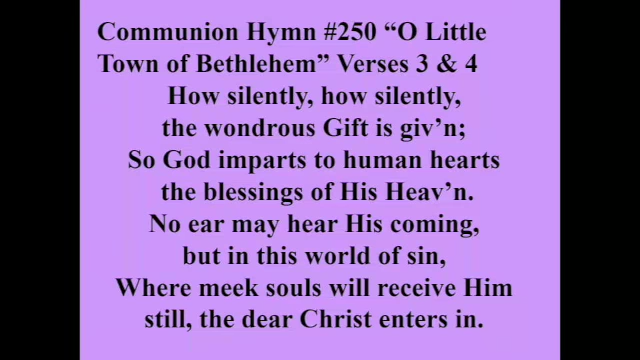 Communion Hymn #250 “O Little
Town of Bethlehem” Verses 3 & 4
How silently, how silently,
the wondrous Gift is giv’n;
So God imparts to human hearts
the blessings of His Heav’n.
No ear may hear His coming,
but in this world of sin,
Where meek souls will receive Him
still, the dear Christ enters in.